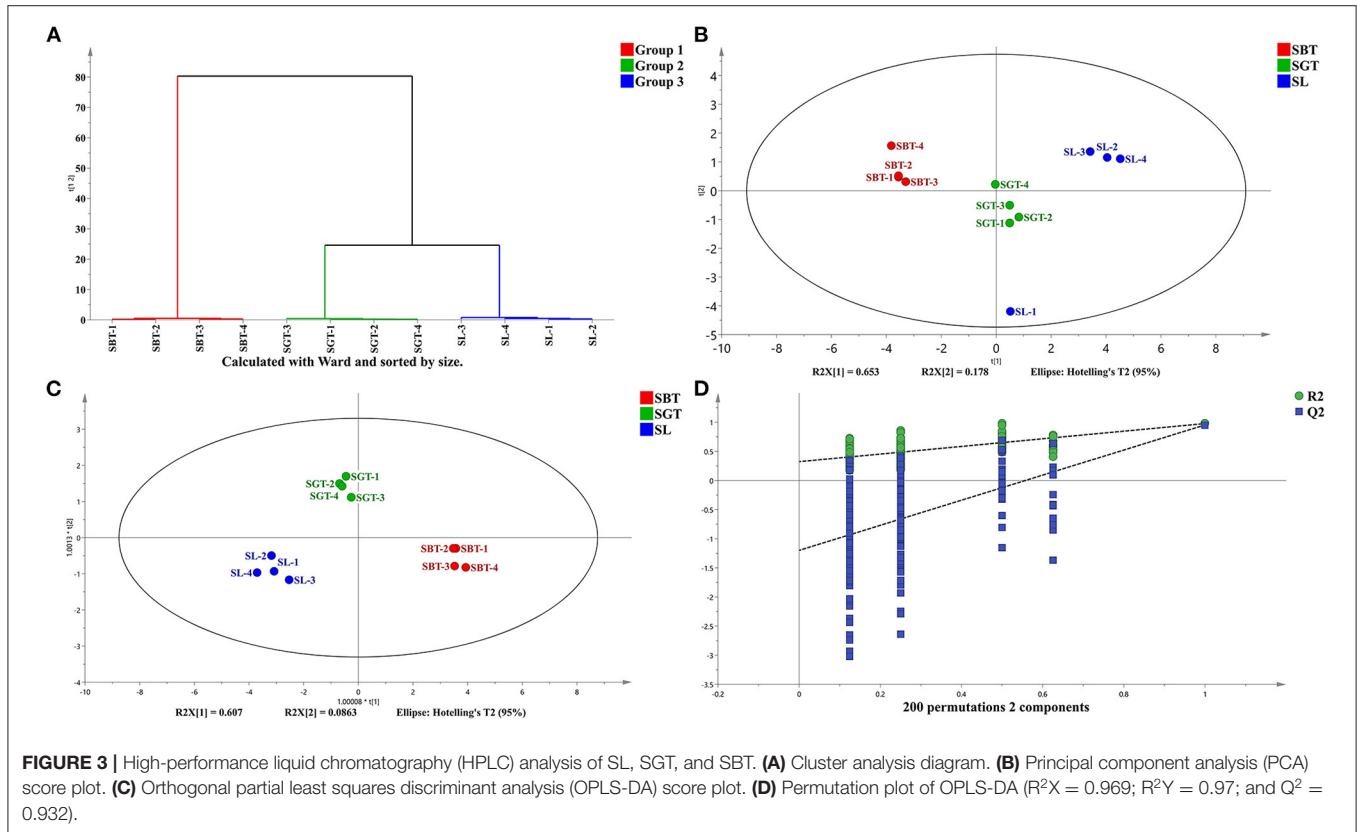 A
Group 1
Group 2
Group 3
t[1 2]
80
70
60
50
40
30
20
10
0
SBT-1
SBT-2
SBT-3
SBT-4
SGT-3
SGT-1
SGT-2
SGT-4
SL-3
SL-4
SL-1
SL-2
Calculated with Ward and sorted by size.
B
SBT
SGT
SL
t[2]
4
3
2
1
0
-1
-2
-3
-4
-5
SBT-4
SBT-2
SBT-1
SBT-3
SGT-4
SGT-3
SGT-1
SGT-2
SL-2
SL-3
SL-4
SL-1
-10 -8 -6 -4 -2 0 2 4 6 8
t[1]
R2X[1] = 0.653 R2X[2] = 0.178 Ellipse: Hotelling's T2 (95%)
C
SBT
SGT
SL
1.0013 * t[2]
3
2
1
0
-1
-2
-3
-4
SGT-1
SGT-2
SGT-4
SGT-3
SBT-2
SBT-1
SBT-3
SBT-4
SL-2
SL-1
SL-4
SL-3
-10 -8 -6 -4 -2 0 2 4 6 8
1.00008 * t[1]
R2X[1] = 0.607 R2X[2] = 0.0863 Ellipse: Hotelling's T2 (95%)
D
R2
Q2
1
0.5
0
-0.5
-1
-1.5
-2
-2.5
-3
-3.5
0 0.2 0.4 0.6 0.8 1
200 permutations 2 components
FIGURE 3 | High-performance liquid chromatography (HPLC) analysis of SL, SGT, and SBT. (A) Cluster analysis diagram. (B) Principal component analysis (PCA)
score plot. (C) Orthogonal partial least squares discriminant analysis (OPLS-DA) score plot. (D) Permutation plot of OPLS-DA (R²X = 0.969; R²Y = 0.97; and Q² =
0.932).